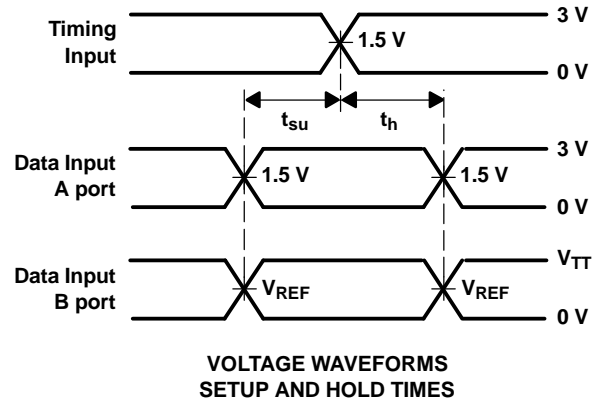 3 V
Timing
Input
1.5 V
0 V
tsu
th
3 V
Data Input
A port
1.5 V
1.5 V
0 V
VTT
Data Input
B port
VREF
VREF
0 V
VOLTAGE WAVEFORMS
SETUP AND HOLD TIMES